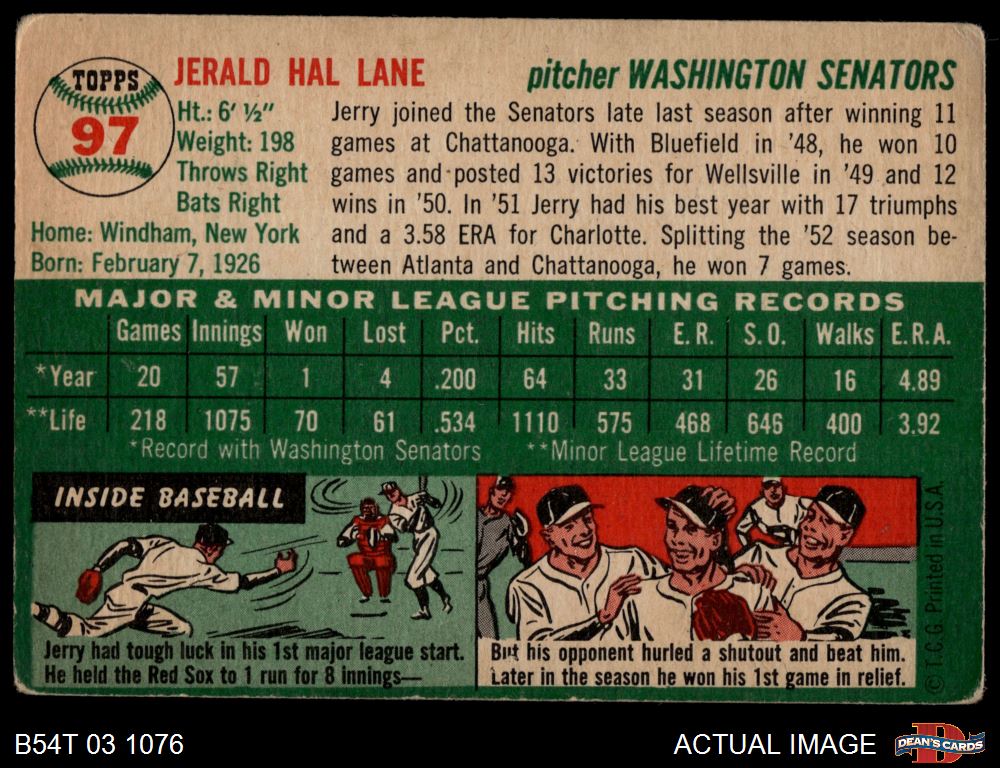 TOPPS
97
JERALD HAL LANE
pitcher WASHINGTON SENATORS
Ht.: 6' ½"
Weight: 198
Throws Right
Bats Right
Home: Windham, New York
Born: February 7, 1926
Jerry joined the Senators late last season after winning 11
games at Chattanooga. With Bluefield in '48, he won 10
games and posted 13 victories for Wellsville in '49 and 12
wins in '50. In '51 Jerry had his best year with 17 triumphs
and a 3.58 ERA for Charlotte. Splitting the '52 season be-
tween Atlanta and Chattanooga, he won 7 games.
MAJOR & MINOR LEAGUE PITCHING RECORDS
Games Innings Won Lost Pct. Hits Runs E.R. S.O. Walks E.R.A.
*Year 20 57 1 4 .200 64 33 31 26 16 4.89
**Life 218 1075 70 61 .534 1110 575 468 646 400 3.92
*Record with Washington Senators **Minor League Lifetime Record
INSIDE BASEBALL
Jerry had tough luck in his 1st major league start.
He held the Red Sox to 1 run for 8 innings—
But his opponent hurled a shutout and beat him.
Later in the season he won his 1st game in relief.
© T.C.G. Printed in U.S.A.
B54T 03 1076
ACTUAL IMAGE
DEAN'S CARDS